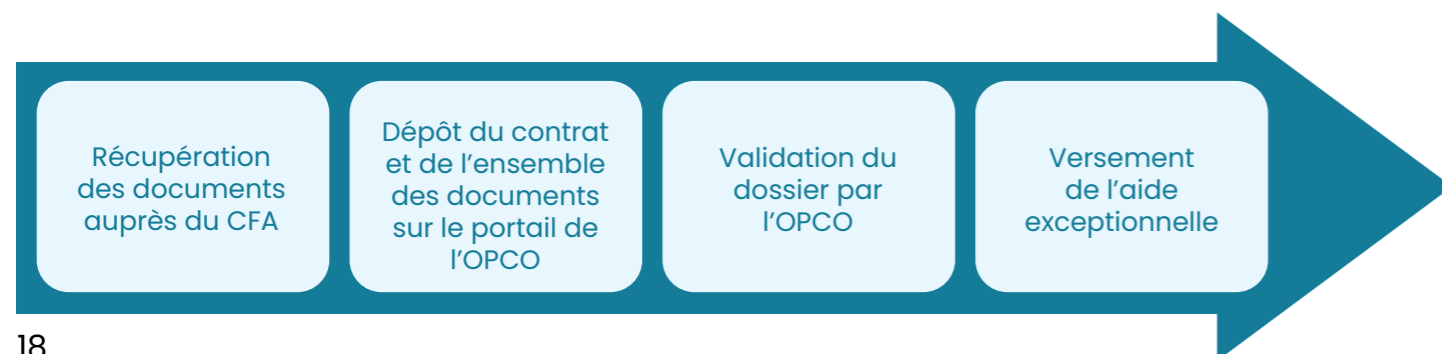 Récupération
des documents
auprès du CFA
Dépôt du contrat
et de l’ensemble
des documents
sur le portail de
l’OPCO
Validation du
dossier par
l’OPCO
Versement
de l’aide
exceptionnelle
18